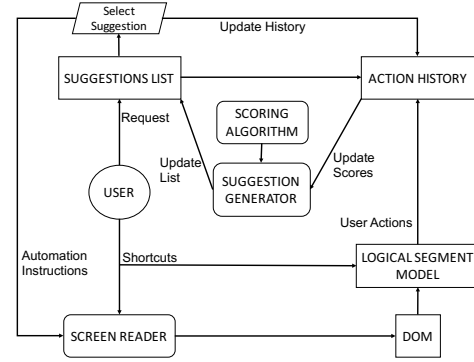 Select
Suggestion
Update History
SUGGESTIONS LIST
ACTION HISTORY
Request
SCORING
ALGORITHM
Update
List
Update
Scores
SUGGESTION
GENERATOR
USER
User Actions
Automation
Instructions
Shortcuts
LOGICAL SEGMENT
MODEL
SCREEN READER
DOM